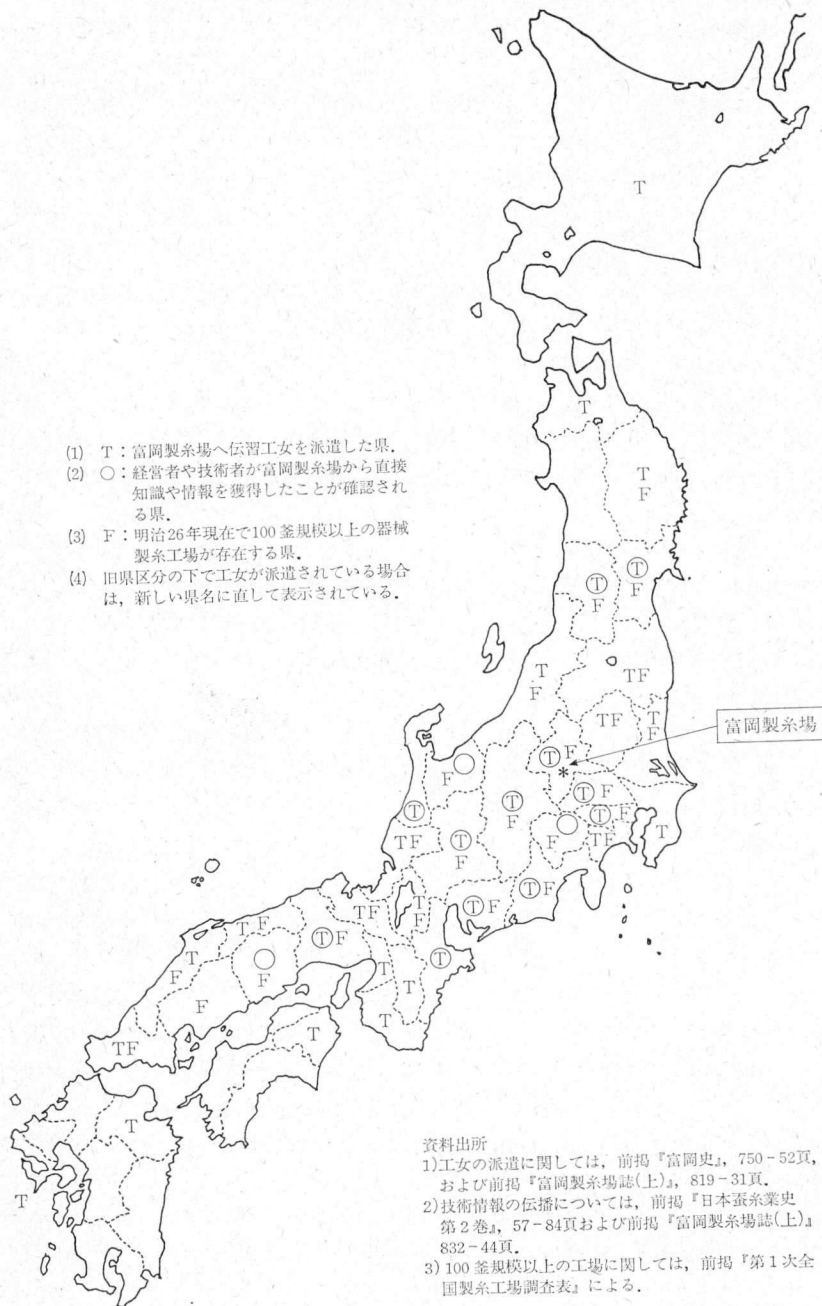 T
T
T
F
Ⓣ
F
Ⓣ
F
(1) T：富岡製糸場へ伝習工女を派遣した県．
(2) ○：経営者や技術者が富岡製糸場から直接
知識や情報を獲得したことが確認され
る県．
(3) F：明治26年現在で100釜規模以上の器械
製糸工場が存在する県．
(4) 旧県区分の下で工女が派遣されている場合
は，新しい県名に直して表示されている．
T
F
TF
TF
T
F
富岡製糸場
Ⓣ F
*
○
F
Ⓣ
F
Ⓣ F
Ⓣ F
○
F
TF
T
Ⓣ
TF
Ⓣ
F
Ⓣ F
Ⓣ F
TF
T
F
T F
Ⓣ F
T
F
○
F
F
TF
Ⓣ
T
T
T
T
T
T
資料出所
1)工女の派遣に関しては，前掲『富岡史』，750-52頁，
および前掲『富岡製糸場誌(上)』，819-31頁．
2)技術情報の伝播については，前掲『日本蚕糸業史
第2巻』，57-84頁および前掲『富岡製糸場誌(上)』
832-44頁．
3)100釜規模以上の工場に関しては，前掲『第1次全
国製糸工場調査表』による．